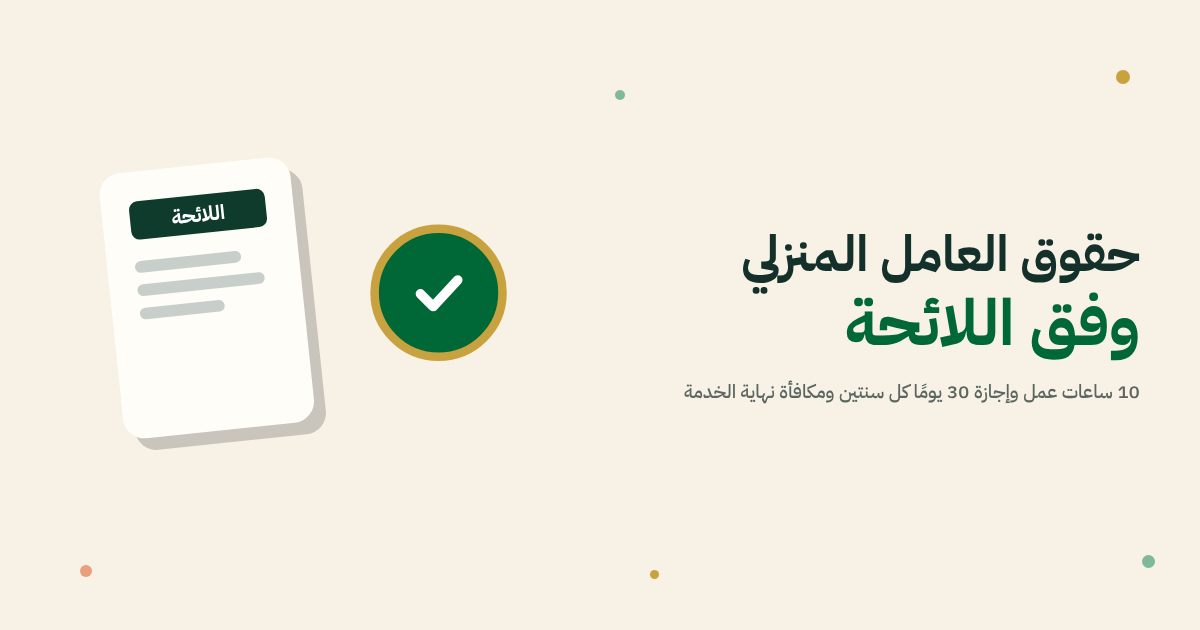 حقوق العامل المنزلي
وفق اللائحة
10 ساعات عمل وإجازة 30 يومًا كل سنتين ومكافأة نهاية الخدمة
اللائحة